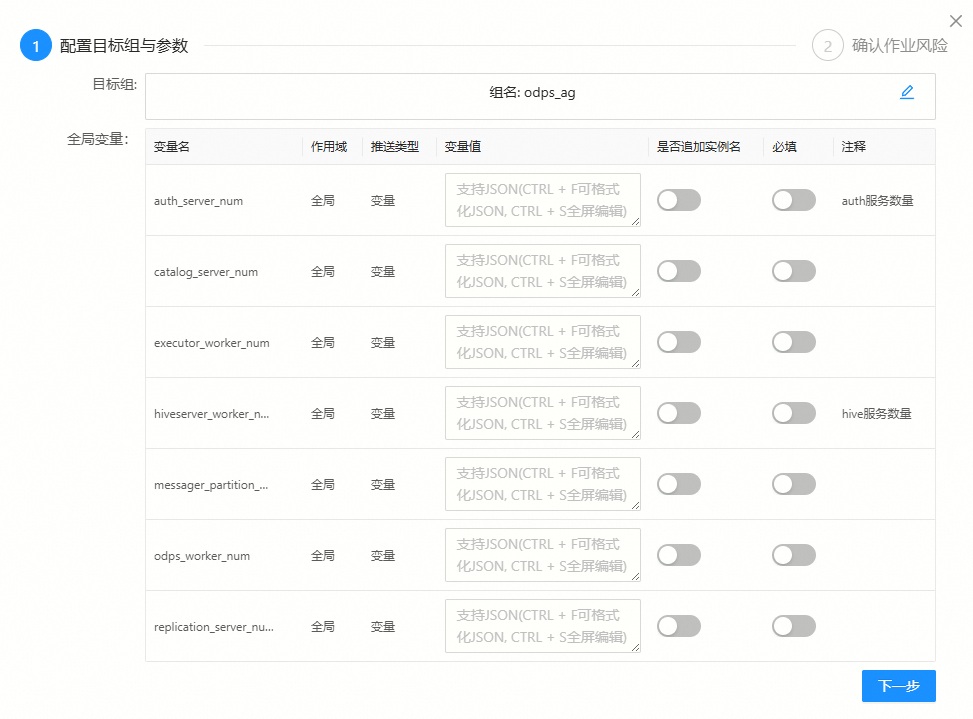 1 配置目标组与参数 2 确认作业风险
目标组: 组名: odps_ag
全局变量:
变量名 作用域 推送类型 变量值 是否追加实例名 必填 注释
auth_server_num 全局 变量 支持JSON(CTRL + F可格式
化JSON, CTRL + S全屏编辑) auth服务数量
catalog_server_num 全局 变量 支持JSON(CTRL + F可格式
化JSON, CTRL + S全屏编辑)
executor_worker_num 全局 变量 支持JSON(CTRL + F可格式
化JSON, CTRL + S全屏编辑)
hiveserver_worker_n... 全局 变量 支持JSON(CTRL + F可格式
化JSON, CTRL + S全屏编辑) hive服务数量
messager_partition_... 全局 变量 支持JSON(CTRL + F可格式
化JSON, CTRL + S全屏编辑)
odps_worker_num 全局 变量 支持JSON(CTRL + F可格式
化JSON, CTRL + S全屏编辑)
replication_server_nu... 全局 变量 支持JSON(CTRL + F可格式
化JSON, CTRL + S全屏编辑)
下一步